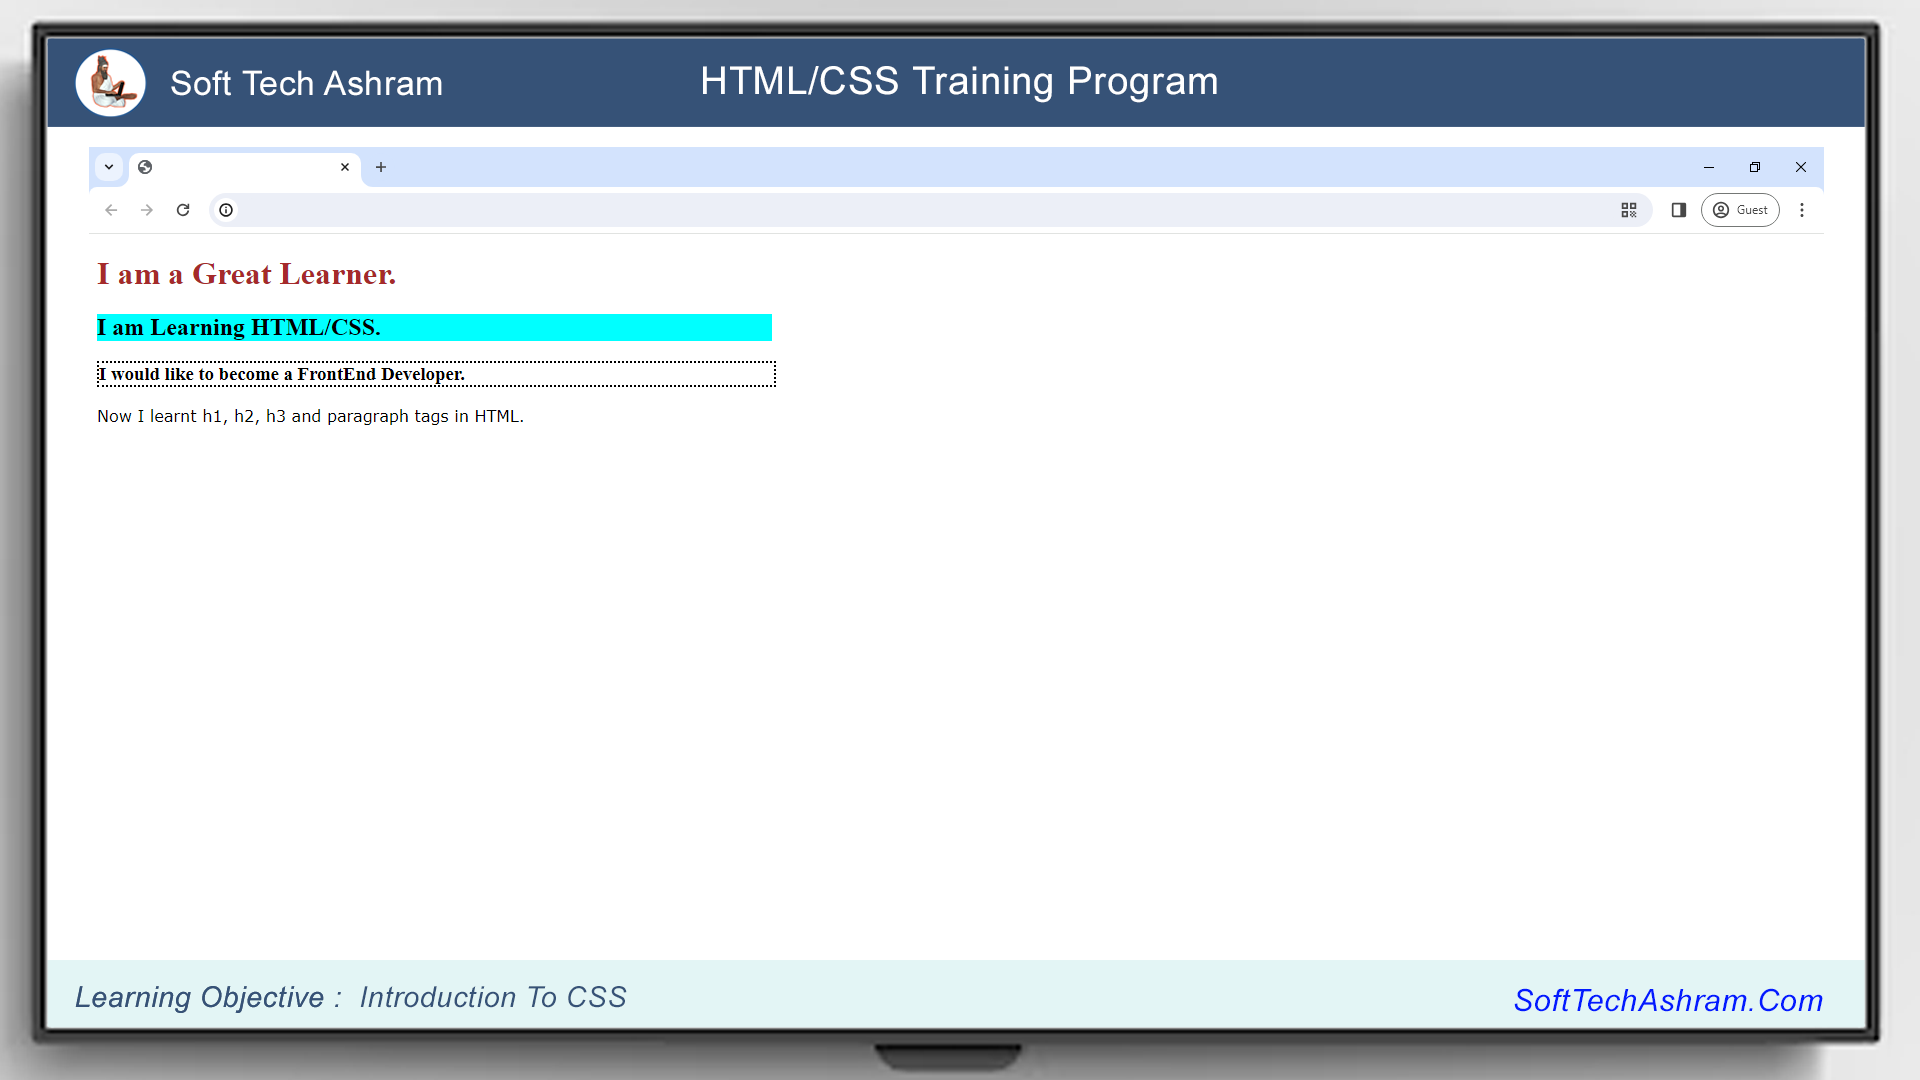 Soft Tech Ashram
HTML/CSS Training Program
Guest
I am a Great Learner.
I am Learning HTML/CSS.
I would like to become a FrontEnd Developer.
Now I learnt h1, h2, h3 and paragraph tags in HTML.
Learning Objective :  Introduction To CSS
SoftTechAshram.Com